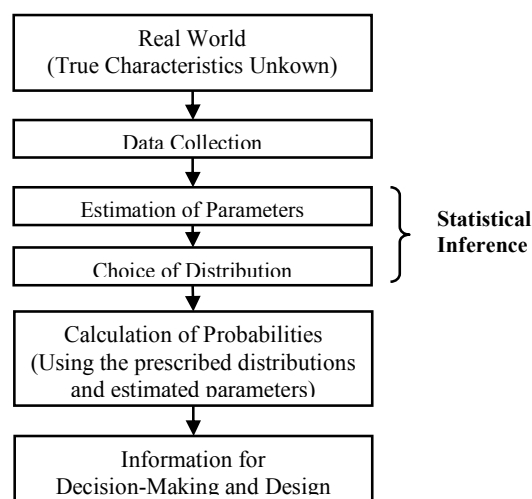 Real World
(True Characteristics Unkown)
Data Collection
Estimation of Parameters
Statistical
Inference
Choice of Distribution
Calculation of Probabilities
(Using the prescribed distributions
and estimated parameters)
Information for
Decision-Making and Design